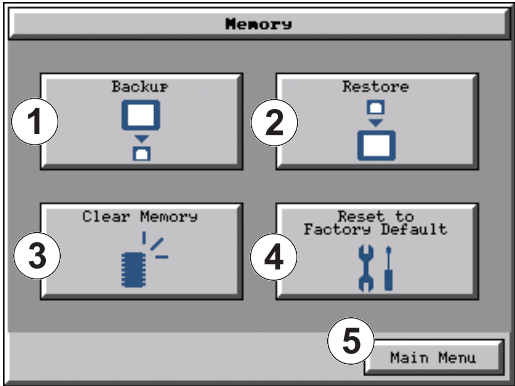 Memory
1
Backup
2
Restore
3
Clear Memory
4
Reset to
Factory Default
5
Main Menu